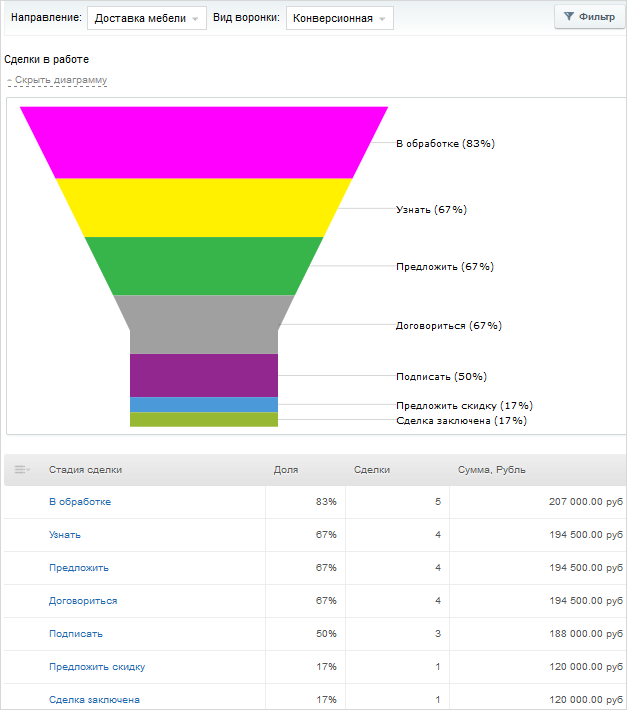 Направление: Доставка мебели Вид воронки: Конверсионная Фильтр
Сделки в работе
Скрыть диаграмму
В обработке (83%)
Узнать (67%)
Предложить (67%)
Договориться (67%)
Подписать (50%)
Предложить скидку (17%)
Сделка заключена (17%)
Стадия сделки Доля Сделки Сумма, Рубль
В обработке 83% 5 207 000.00 руб
Узнать 67% 4 194 500.00 руб
Предложить 67% 4 194 500.00 руб
Договориться 67% 4 194 500.00 руб
Подписать 50% 3 188 000.00 руб
Предложить скидку 17% 1 120 000.00 руб
Сделка заключена 17% 1 120 000.00 руб